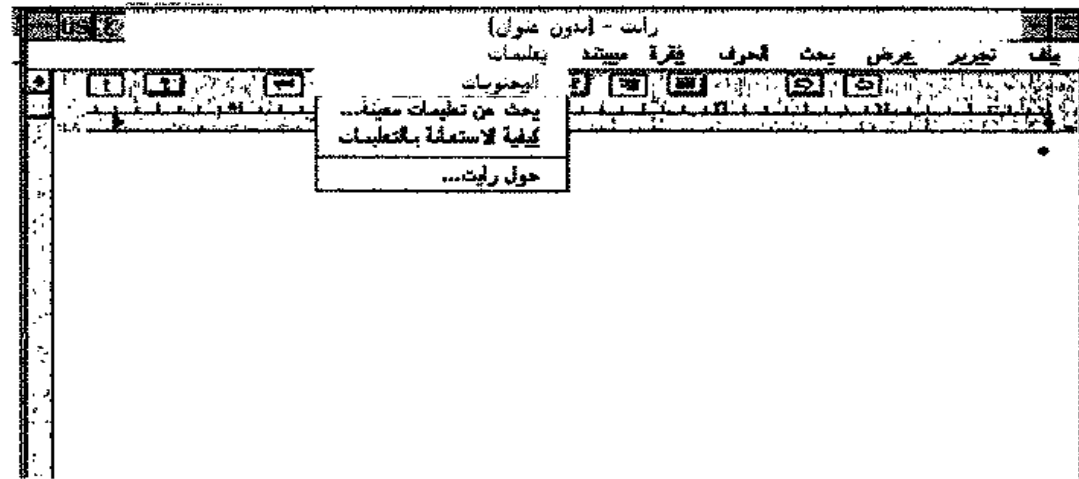 رايت - (بدون عنوان)
ملف تحرير عرض بحث الحرف فقرة مستند تعليمات
المحتويات
بحث عن تعليمات معينة...
كيفية الاستعانة بالتعليمات
حول رايت...